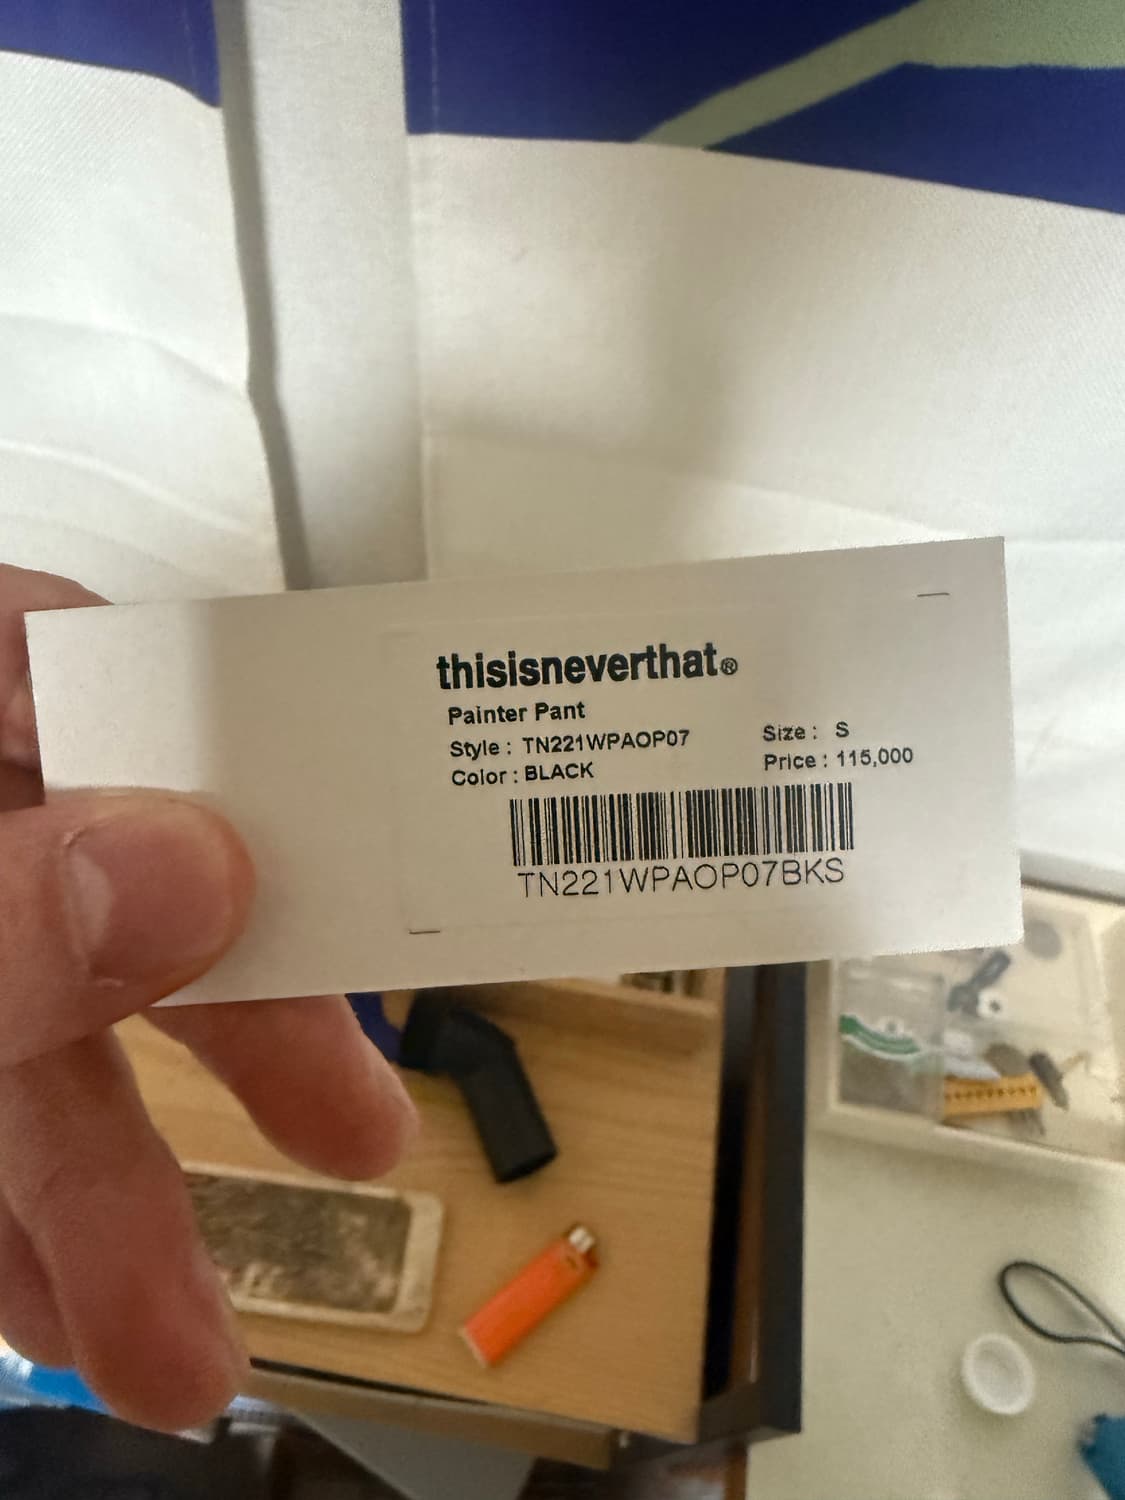 thisisneverthat®
Painter Pant
Style : TN221WPAOP07
Size : S
Color : BLACK
Price : 115,000
TN221WPAOP07BKS